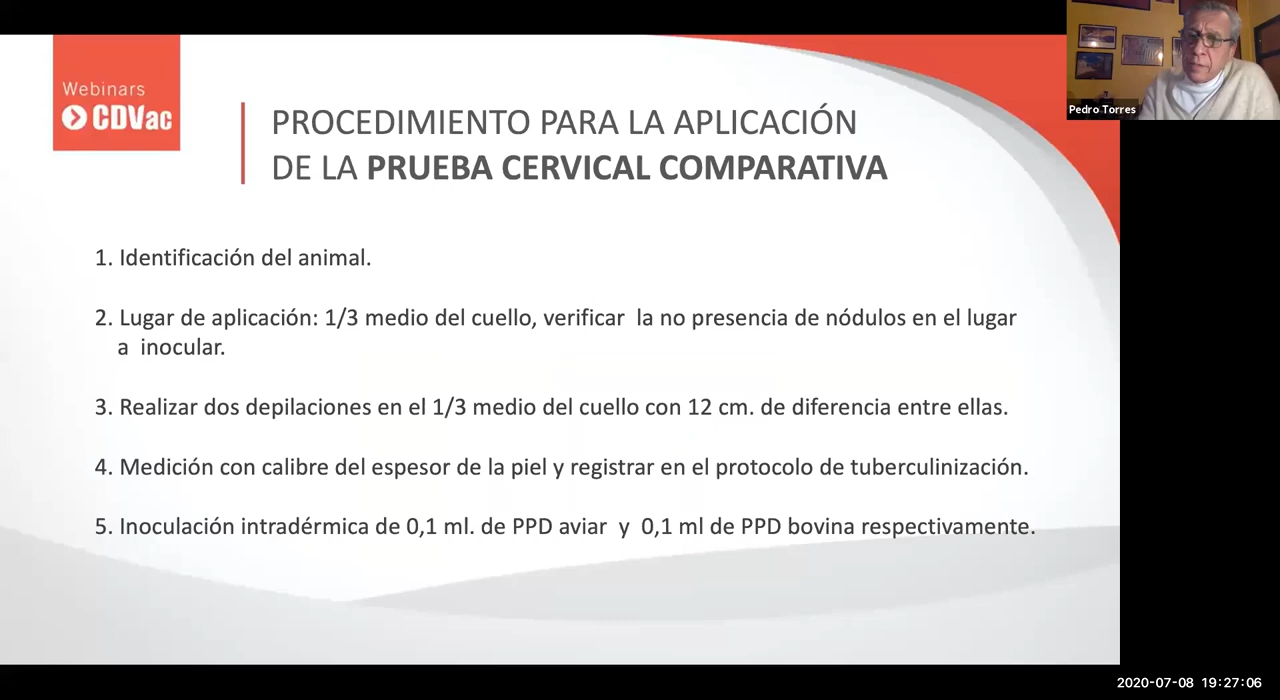 Webinars
CDVac
Pedro Torres
PROCEDIMIENTO PARA LA APLICACIÓN
DE LA PRUEBA CERVICAL COMPARATIVA
1. Identificación del animal.
2. Lugar de aplicación: 1/3 medio del cuello, verificar  la no presencia de nódulos en el lugar
a  inocular.
3. Realizar dos depilaciones en el 1/3 medio del cuello con 12 cm. de diferencia entre ellas.
4. Medición con calibre del espesor de la piel y registrar en el protocolo de tuberculinización.
5. Inoculación intradérmica de 0,1 ml. de PPD aviar  y  0,1 ml de PPD bovina respectivamente.
2020-07-08 19:27:06